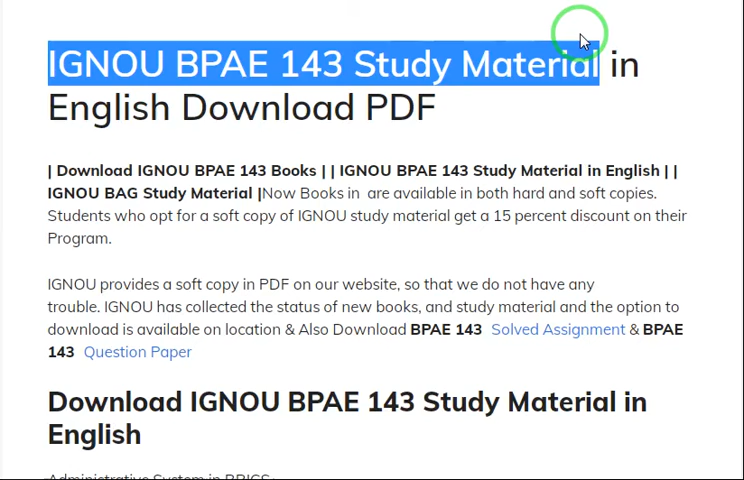 IGNOU BPAE 143 Study Material in
English Download PDF
| Download IGNOU BPAE 143 Books | | IGNOU BPAE 143 Study Material in English | |
IGNOU BAG Study Material |Now Books in are available in both hard and soft copies.
Students who opt for a soft copy of IGNOU study material get a 15 percent discount on their
Program.
IGNOU provides a soft copy in PDF on our website, so that we do not have any
trouble. IGNOU has collected the status of new books, and study material and the option to
download is available on location & Also Download BPAE 143 Solved Assignment & BPAE
143 Question Paper
Download IGNOU BPAE 143 Study Material in
English
Administrative System in BRICS